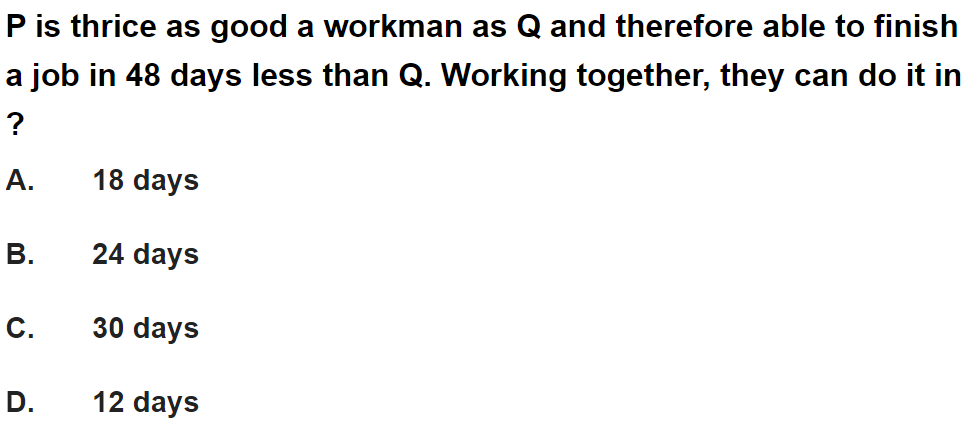 P is thrice as good a workman as Q and therefore able to finish
a job in 48 days less than Q. Working together, they can do it in
?
A. 18 days
B. 24 days
C. 30 days
D. 12 days